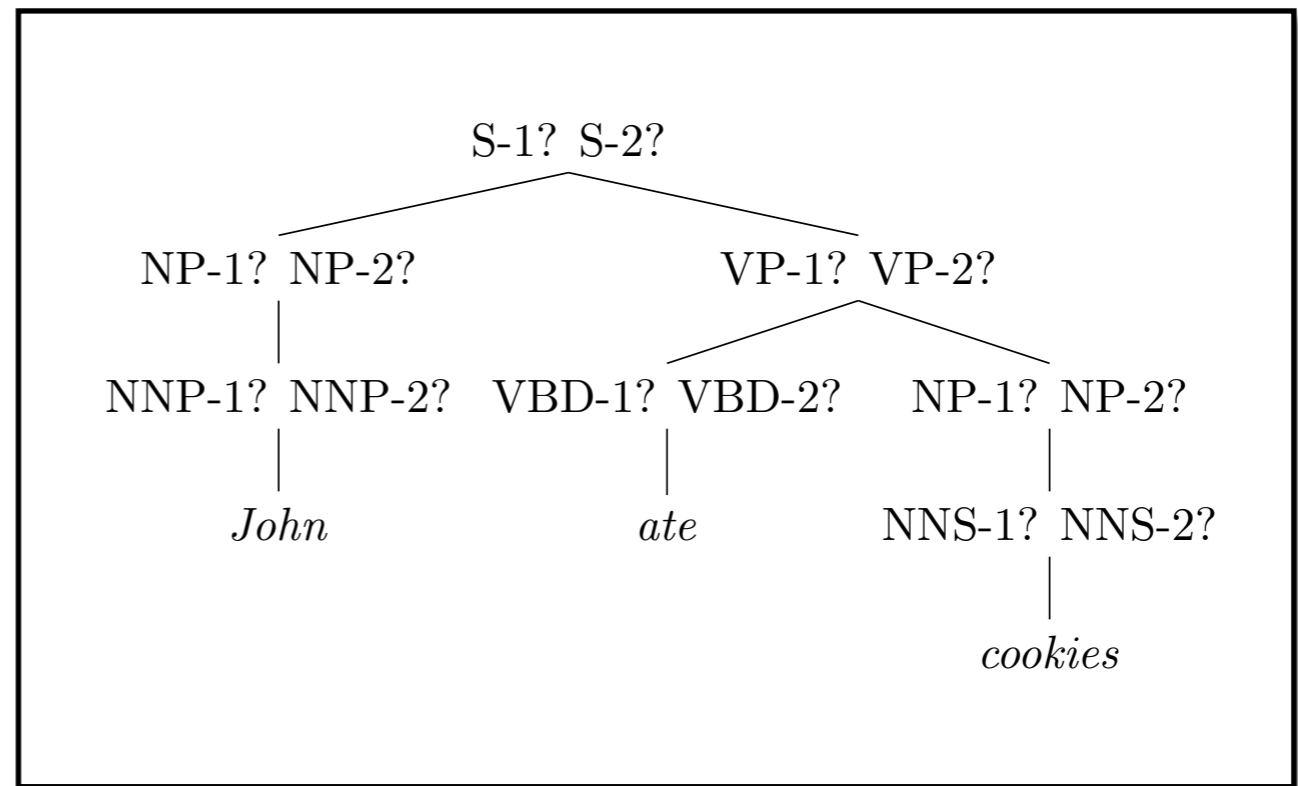 S-1? S-2?
NP-1? NP-2? VP-1? VP-2?
NNP-1? NNP-2? VBD-1? VBD-2? NP-1? NP-2?
John ate NNS-1? NNS-2?
cookies